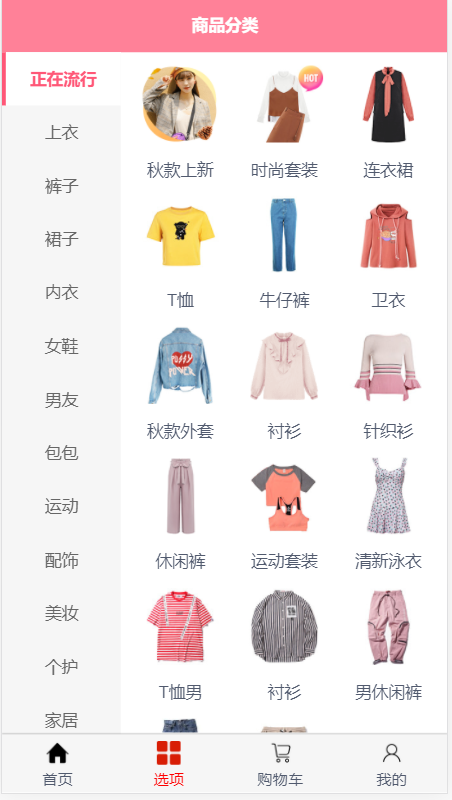 商品分类
正在流行
上衣
裤子
裙子
内衣
女鞋
男友
包包
运动
配饰
美妆
个护
家居
HOT
秋款上新
时尚套装
连衣裙
T恤
牛仔裤
卫衣
PUSSY
POWER
秋款外套
衬衫
针织衫
休闲裤
运动套装
清新泳衣
T恤男
衬衫
男休闲裤
首页
选项
购物车
我的